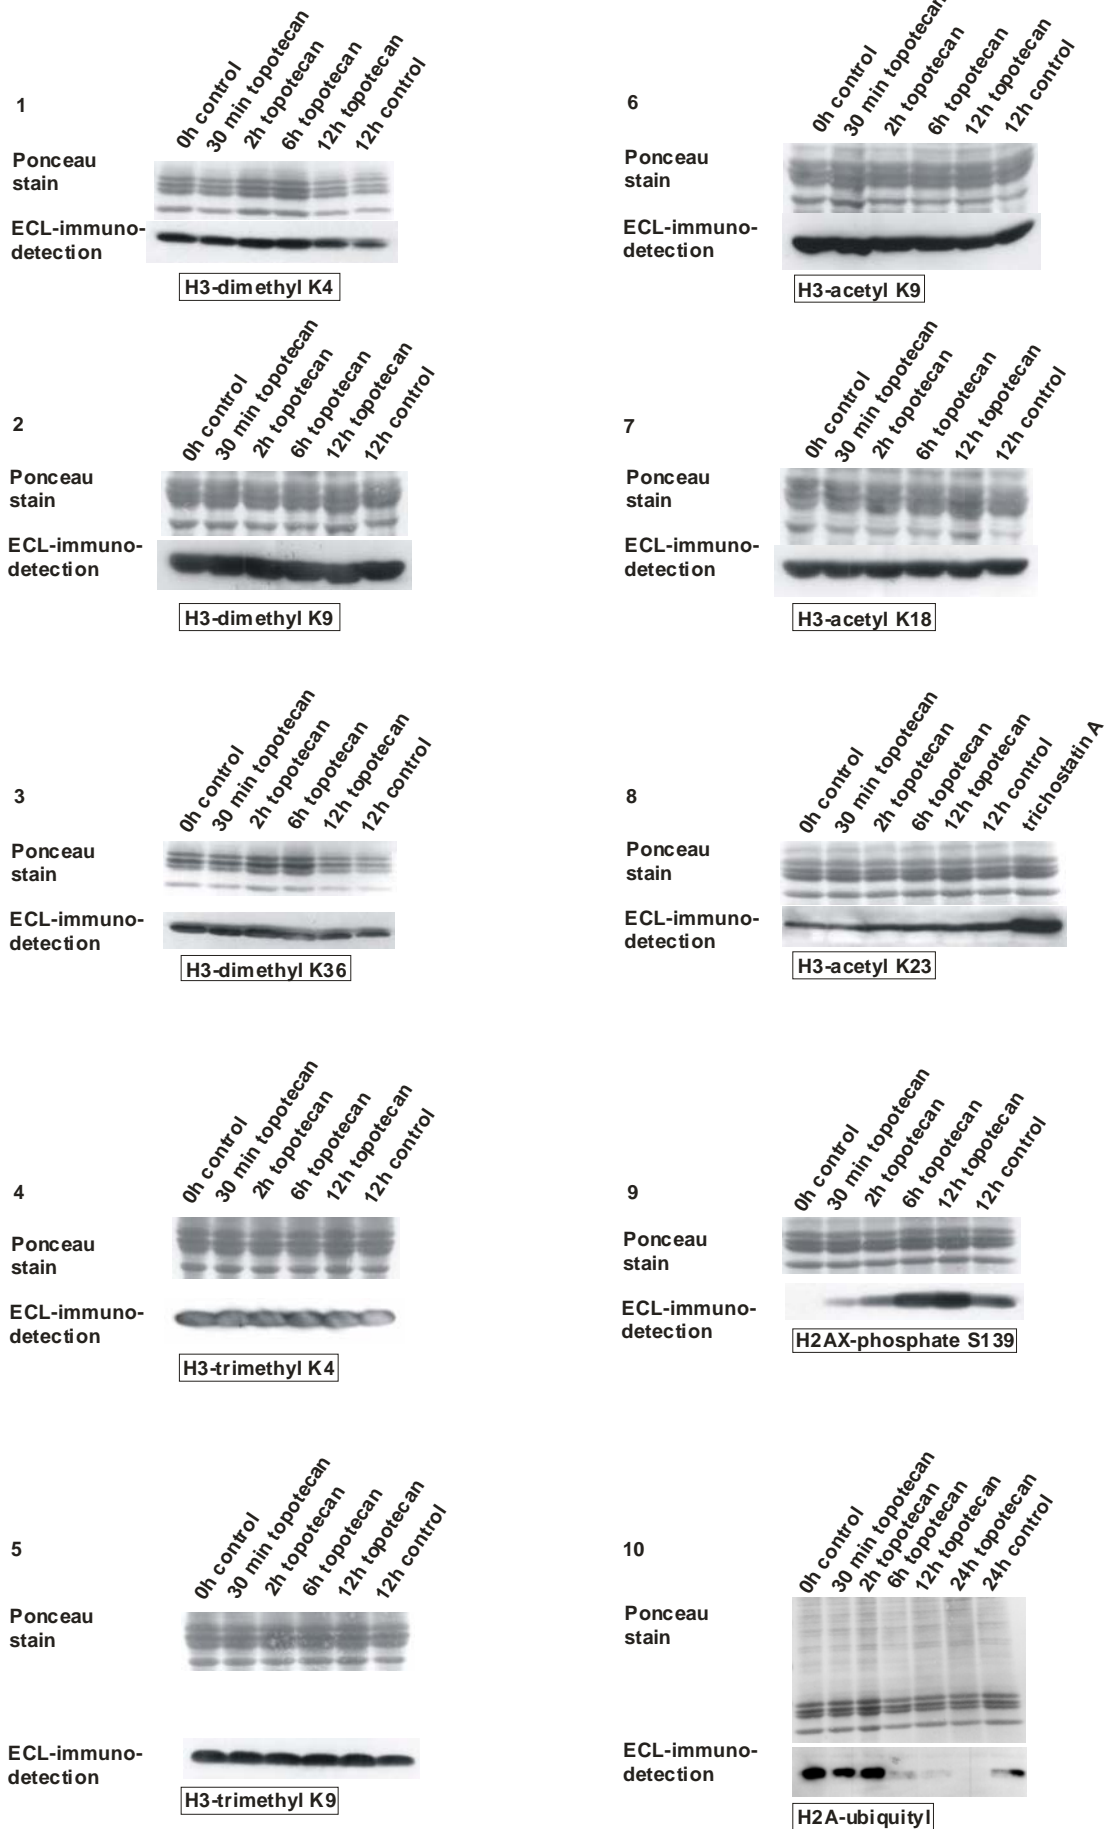 1
0h control
30 min topotecan
2h topotecan
6h topotecan
12h topotecan
12h control
Ponceau
stain
ECL-immuno-
detection
H3-dimethyl K4
2
0h control
30 min topotecan
2h topotecan
6h topotecan
12h topotecan
12h control
Ponceau
stain
ECL-immuno-
detection
H3-dimethyl K9
3
0h control
30 min topotecan
2h topotecan
6h topotecan
12h topotecan
12h control
Ponceau
stain
ECL-immuno-
detection
H3-dimethyl K36
4
0h control
30 min topotecan
2h topotecan
6h topotecan
12h topotecan
12h control
Ponceau
stain
ECL-immuno-
detection
H3-trimethyl K4
5
0h control
30 min topotecan
2h topotecan
6h topotecan
12h topotecan
12h control
Ponceau
stain
ECL-immuno-
detection
H3-trimethyl K9
6
0h control
30 min topotecan
2h topotecan
6h topotecan
12h topotecan
12h control
Ponceau
stain
ECL-immuno-
detection
H3-acetyl K9
7
0h control
30 min topotecan
2h topotecan
6h topotecan
12h topotecan
12h control
Ponceau
stain
ECL-immuno-
detection
H3-acetyl K18
8
0h control
30 min topotecan
2h topotecan
6h topotecan
12h topotecan
12h control
trichostatin A
Ponceau
stain
ECL-immuno-
detection
H3-acetyl K23
9
0h control
30 min topotecan
2h topotecan
6h topotecan
12h topotecan
12h control
Ponceau
stain
ECL-immuno-
detection
H2AX-phosphate S139
10
0h control
30 min topotecan
2h topotecan
6h topotecan
12h topotecan
24h topotecan
24h control
Ponceau
stain
ECL-immuno-
detection
H2A-ubiquityl